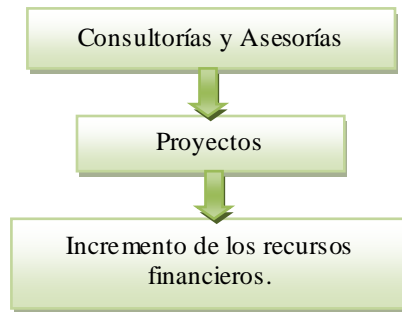 Consultorías y Asesorías
Proyectos
Incremento de los recursos
financieros.